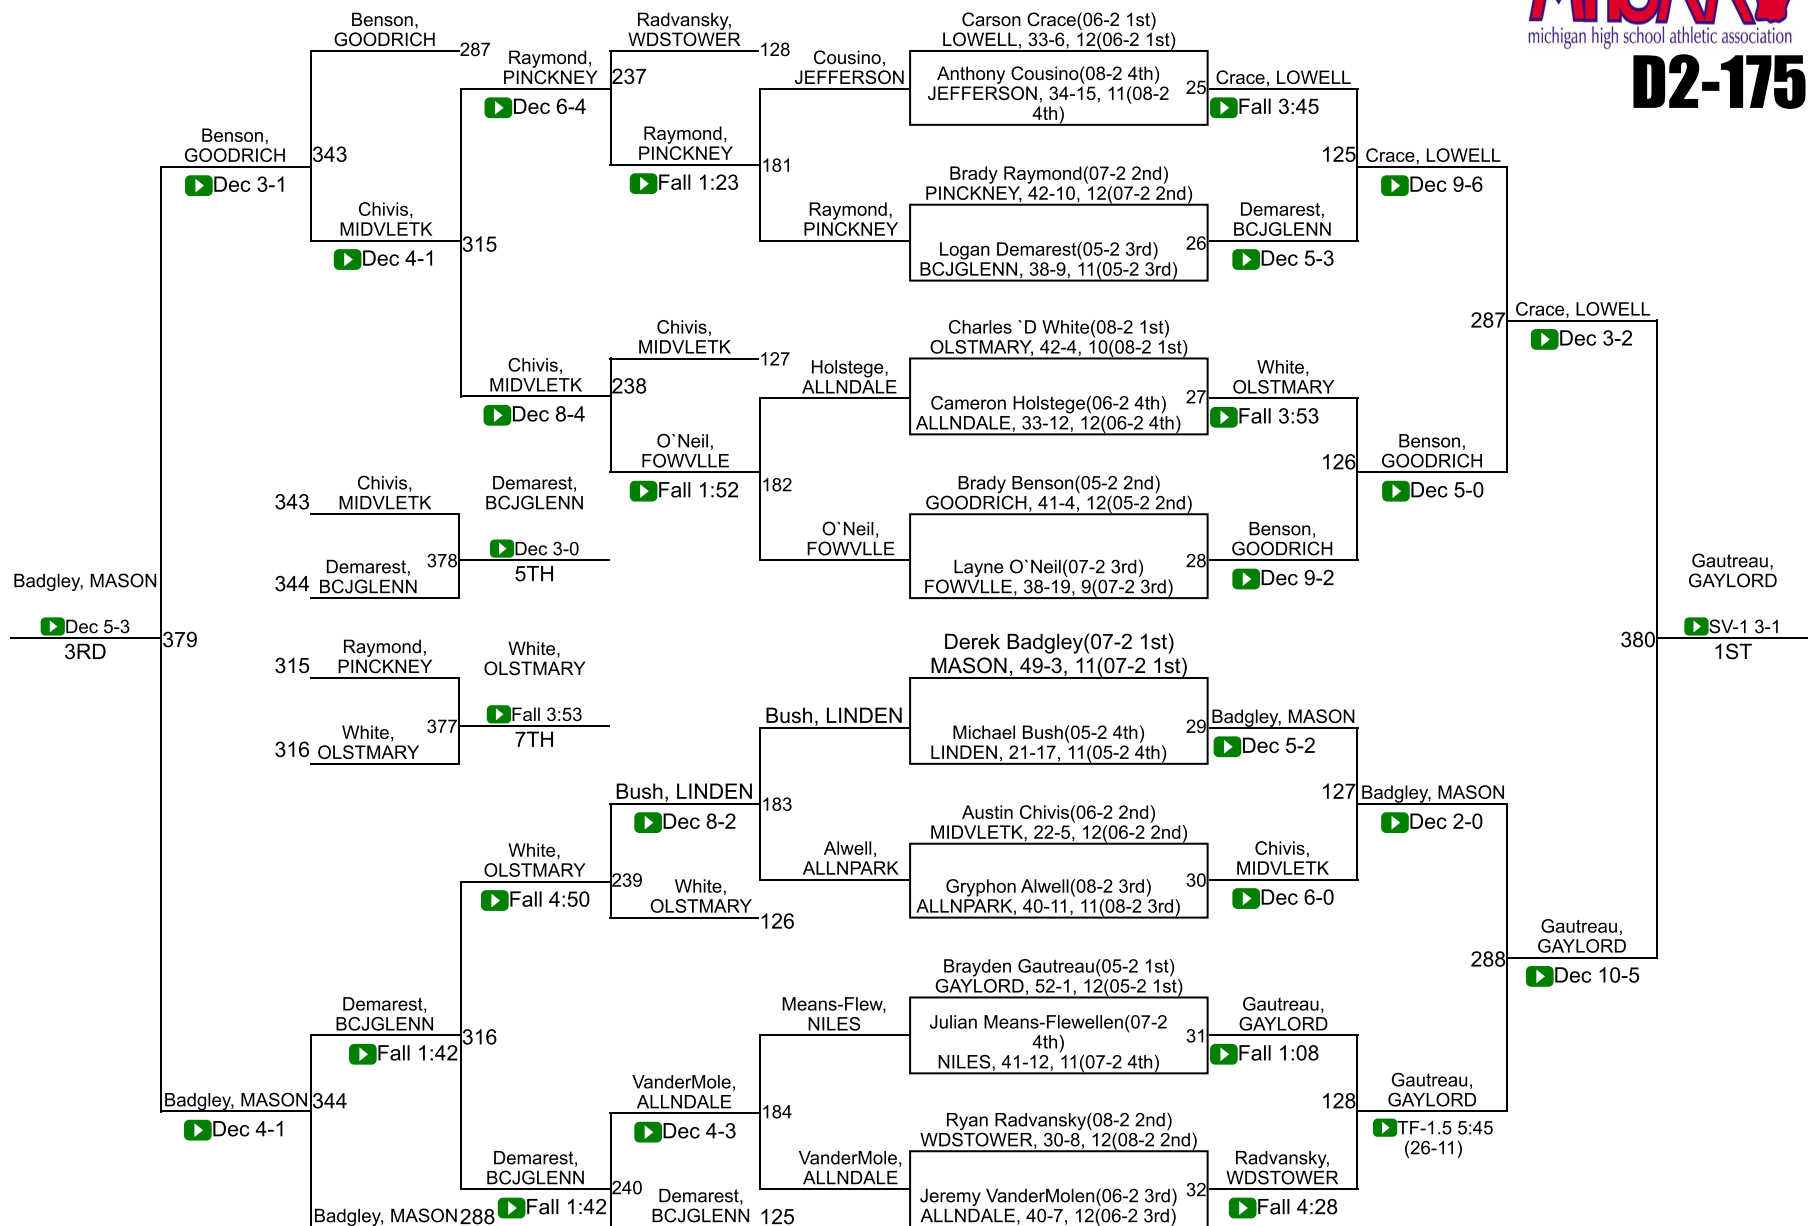 michigan high school athletic association
D2-175
Benson,
GOODRICH
287
Raymond,
PINCKNEY
Dec 6-4
Radvansky,
WDSTOWER
128
237
Cousino,
JEFFERSON
Carson Crace(06-2 1st)
LOWELL, 33-6, 12(06-2 1st)
Anthony Cousino(08-2 4th)
JEFFERSON, 34-15, 11(08-2
4th)
25
Crace, LOWELL
Fall 3:45
Benson,
GOODRICH
Dec 3-1
343
Raymond,
PINCKNEY
Fall 1:23
181
Brady Raymond(07-2 2nd)
PINCKNEY, 42-10, 12(07-2 2nd)
125
Crace, LOWELL
Dec 9-6
Chivis,
MIDVLETK
Dec 4-1
315
Raymond,
PINCKNEY
Logan Demarest(05-2 3rd)
BCJGLENN, 38-9, 11(05-2 3rd)
26
Demarest,
BCJGLENN
Dec 5-3
Chivis,
MIDVLETK
127
Charles `D White(08-2 1st)
OLSTMARY, 42-4, 10(08-2 1st)
287
Crace, LOWELL
Dec 3-2
Chivis,
MIDVLETK
Dec 8-4
238
Holstege,
ALLNDALE
Cameron Holstege(06-2 4th)
ALLNDALE, 33-12, 12(06-2 4th)
27
White,
OLSTMARY
Fall 3:53
O`Neil,
FOWVLLE
Fall 1:52
182
126
Benson,
GOODRICH
Dec 5-0
343
Chivis,
MIDVLETK
Demarest,
BCJGLENN
Brady Benson(05-2 2nd)
GOODRICH, 41-4, 12(05-2 2nd)
O`Neil,
FOWVLLE
Layne O`Neil(07-2 3rd)
FOWVLLE, 38-19, 9(07-2 3rd)
28
Benson,
GOODRICH
Dec 9-2
378
Dec 3-0
5TH
344
Demarest,
BCJGLENN
Badgley, MASON
Dec 5-3
3RD
379
Gautreau,
GAYLORD
380
SV-1 3-1
1ST
315
Raymond,
PINCKNEY
White,
OLSTMARY
Derek Badgley(07-2 1st)
MASON, 49-3, 11(07-2 1st)
377
Fall 3:53
7TH
316
White,
OLSTMARY
Bush, LINDEN
Michael Bush(05-2 4th)
LINDEN, 21-17, 11(05-2 4th)
29
Badgley, MASON
Dec 5-2
Bush, LINDEN
Dec 8-2
183
Austin Chivis(06-2 2nd)
MIDVLETK, 22-5, 12(06-2 2nd)
127
Badgley, MASON
Dec 2-0
White,
OLSTMARY
Fall 4:50
239
White,
OLSTMARY
126
Alwell,
ALLNPARK
Gryphon Alwell(08-2 3rd)
ALLNPARK, 40-11, 11(08-2 3rd)
30
Chivis,
MIDVLETK
Dec 6-0
Brayden Gautreau(05-2 1st)
GAYLORD, 52-1, 12(05-2 1st)
288
Gautreau,
GAYLORD
Dec 10-5
Demarest,
BCJGLENN
Fall 1:42
316
Means-Flew,
NILES
Julian Means-Flewellen(07-2
4th)
NILES, 41-12, 11(07-2 4th)
31
Gautreau,
GAYLORD
Fall 1:08
Badgley, MASON
Dec 4-1
344
VanderMole,
ALLNDALE
Dec 4-3
184
Ryan Radvansky(08-2 2nd)
WDSTOWER, 30-8, 12(08-2 2nd)
128
Gautreau,
GAYLORD
TF-1.5 5:45
(26-11)
Demarest,
BCJGLENN
Fall 1:42
240
VanderMole,
ALLNDALE
Jeremy VanderMolen(06-2 3rd)
ALLNDALE, 40-7, 12(06-2 3rd)
32
Radvansky,
WDSTOWER
Fall 4:28
Badgley, MASON
288
Demarest,
BCJGLENN
125